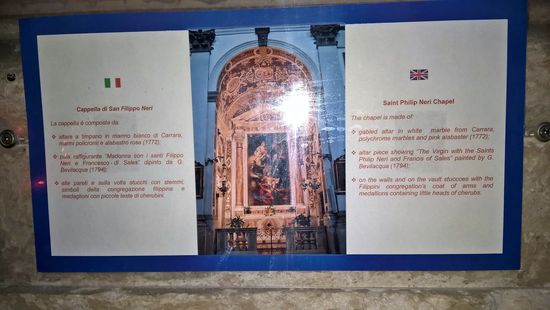 Cappella di San Filippo Neri
La cappella è composta da:
altare a timpano in marmo bianco di Carrara,
marmi policromi e alabastro rosa (1772);
pala raffigurante "Madonna con i santi Filippo
Neri e Francesco di Sales" dipinto da G.
Bevilacqua (1794);
alle pareti e sulla volta stucchi con stemmi,
simboli della congregazione filippina e
medaglioni con piccole teste di cherubini.
Saint Philip Neri Chapel
The chapel is made of:
gabled altar in white marble from Carrara,
polychrome marbles and pink alabaster (1772);
altar piece showing "The Virgin with the Saints
Philip Neri and Francis of Sales" painted by G.
Bevilacqua (1794);
on the walls and on the vault stuccoes with the
Filippini congregation's coat of arms and
medallions containing little heads of cherubs.